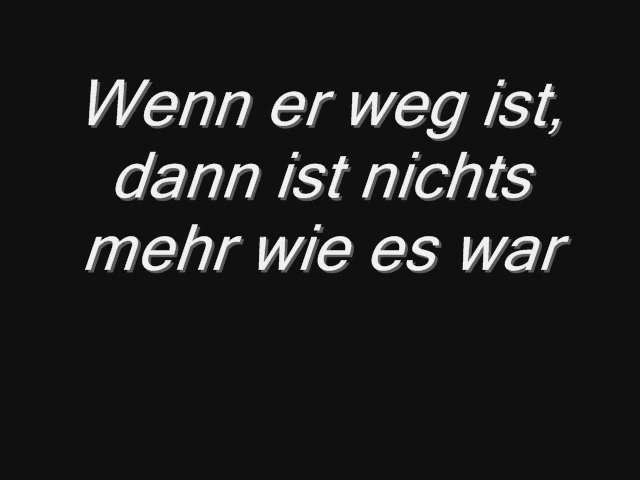 Wenn er weg ist,
dann ist nichts
mehr wie es war